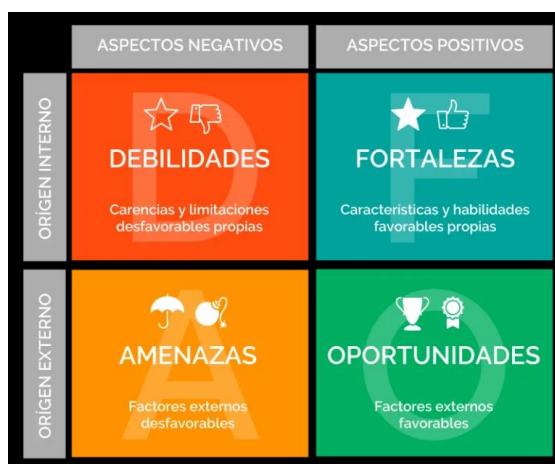 ASPECTOS NEGATIVOS
ASPECTOS POSITIVOS
ORÍGEN INTERNO
D
DEBILIDADES
Carencias y limitaciones
desfavorables propias
F
FORTALEZAS
Características y habilidades
favorables propias
ORÍGEN EXTERNO
A
AMENAZAS
Factores externos
desfavorables
O
OPORTUNIDADES
Factores externos
favorables